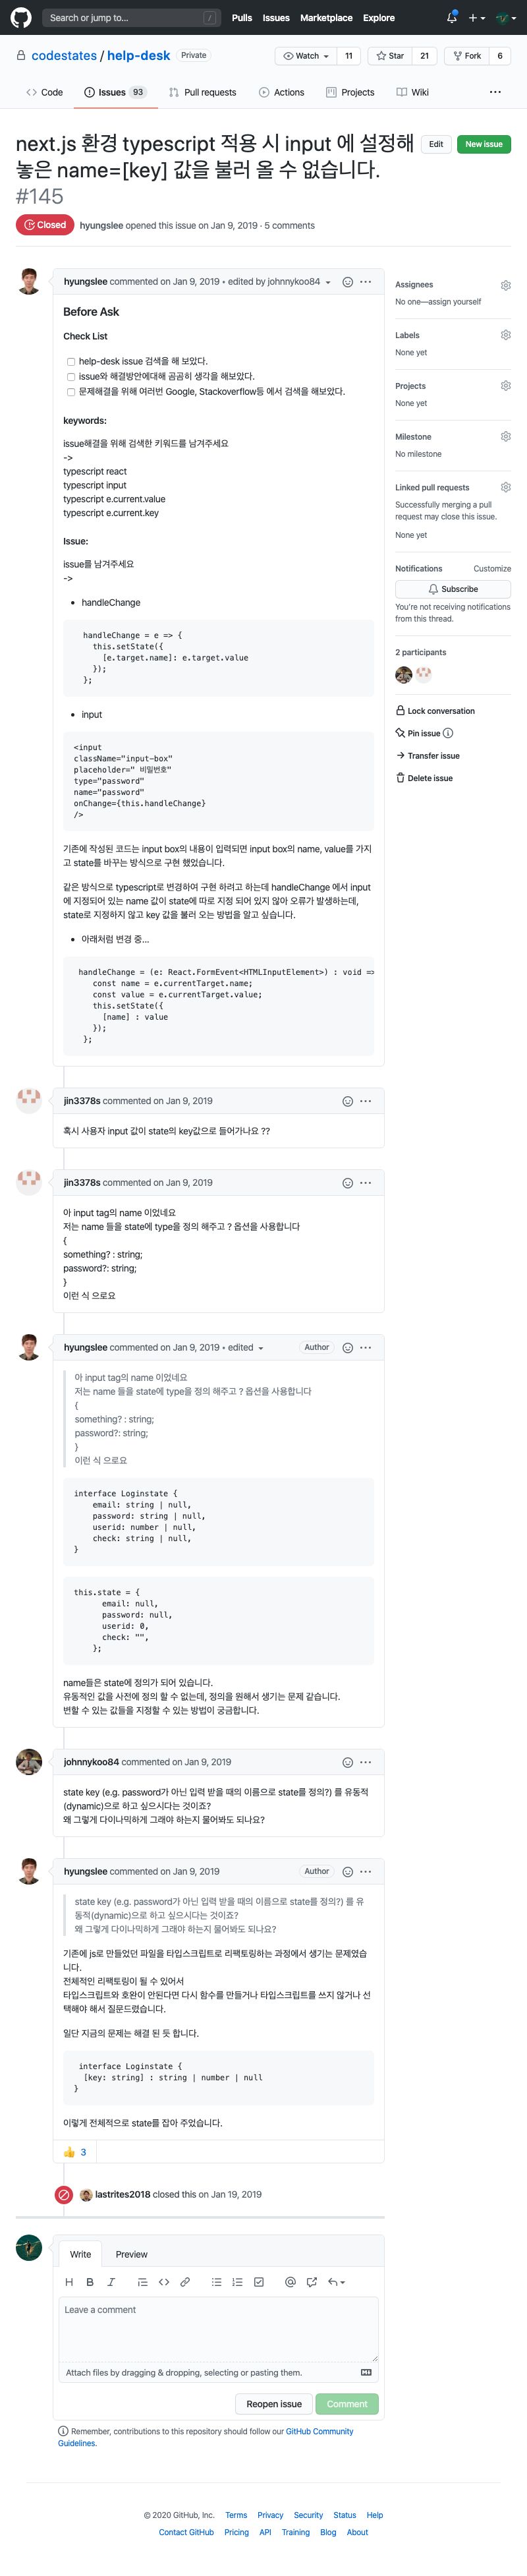 Search or jump to... /
Pulls Issues Marketplace Explore
codestates / help-desk Private
Watch 11 Star 21 Fork 6
Code Issues 93 Pull requests Actions Projects Wiki
next.js 환경 typescript 적용 시 input 에 설정해
놓은 name=[key] 값을 불러 올 수 없습니다.
#145
Edit New issue
Closed hyungslee opened this issue on Jan 9, 2019 · 5 comments
hyungslee commented on Jan 9, 2019 • edited by johnnykoo84
Before Ask
Check List
help-desk issue 검색을 해 보았다.
issue와 해결방안에대해 곰곰히 생각을 해보았다.
문제해결을 위해 여러번 Google, Stackoverflow등 에서 검색을 해보았다.
keywords:
issue해결을 위해 검색한 키워드를 남겨주세요
->
typescript react
typescript input
typescript e.current.value
typescript e.current.key
Issue:
issue를 남겨주세요
->
• handleChange
handleChange = e => {
this.setState({
[e.target.name]: e.target.value
});
};
• input
<input
className="input-box"
placeholder=" 비밀번호"
type="password"
name="password"
onChange={this.handleChange}
/>
기존에 작성된 코드는 input box의 내용이 입력되면 input box의 name, value를 가지
고 state를 바꾸는 방식으로 구현 했었습니다.
같은 방식으로 typescript로 변경하여 구현 하려고 하는데 handleChange 에서 input
에 지정되어 있는 name 값이 state에 따로 지정 되어 있지 않아 오류가 발생하는데,
state로 지정하지 않고 key 값을 불러 오는 방법을 알고 싶습니다.
• 아래처럼 변경 중...
handleChange = (e: React.FormEvent<HTMLInputElement>) : void =>
const name = e.currentTarget.name;
const value = e.currentTarget.value;
this.setState({
[name] : value
});
};
Assignees
No one—assign yourself
Labels
None yet
Projects
None yet
Milestone
No milestone
Linked pull requests
Successfully merging a pull
request may close this issue.
None yet
Notifications Customize
Subscribe
You're not receiving notifications
from this thread.
2 participants
Lock conversation
Pin issue
Transfer issue
Delete issue
jin3378s commented on Jan 9, 2019
혹시 사용자 input 값이 state의 key값으로 들어가나요 ??
jin3378s commented on Jan 9, 2019
아 input tag의 name 이었네요
저는 name 들을 state에 type을 정의 해주고 ? 옵션을 사용합니다
{
something? : string;
password?: string;
}
이런 식 으로요
hyungslee commented on Jan 9, 2019 • edited Author
아 input tag의 name 이었네요
저는 name 들을 state에 type을 정의 해주고 ? 옵션을 사용합니다
{
something? : string;
password?: string;
}
이런 식 으로요
interface Loginstate {
email: string | null,
password: string | null,
userid: number | null,
check: string | null,
}
this.state = {
email: null,
password: null,
userid: 0,
check: "",
};
name들은 state에 정의가 되어 있습니다.
유동적인 값을 사전에 정의 할 수 없는데, 정의을 원해서 생기는 문제 같습니다.
변할 수 있는 값들을 지정할 수 있는 방법이 궁금합니다.
johnnykoo84 commented on Jan 9, 2019
state key (e.g. password가 아닌 입력 받을 때의 이름으로 state를 정의?) 를 유동적
(dynamic)으로 하고 싶으시다는 것이죠?
왜 그렇게 다이나믹하게 그래야 하는지 물어봐도 되나요?
hyungslee commented on Jan 9, 2019 Author
state key (e.g. password가 아닌 입력 받을 때의 이름으로 state를 정의?) 를 유
동적(dynamic)으로 하고 싶으시다는 것이죠?
왜 그렇게 다이나믹하게 그래야 하는지 물어봐도 되나요?
기존에 js로 만들었던 파일을 타입스크립트로 리팩토링하는 과정에서 생기는 문제였습
니다.
전체적인 리팩토링이 될 수 있어서
타입스크립트와 호완이 안된다면 다시 함수를 만들거나 타입스크립트를 쓰지 않거나 선
택해야 해서 질문드렸습니다.
일단 지금의 문제는 해결 된 듯 합니다.
interface Loginstate {
[key: string] : string | number | null
}
이렇게 전체적으로 state를 잡아 주었습니다.
👍 3
lastrites2018 closed this on Jan 19, 2019
Write Preview
Leave a comment
Attach files by dragging & dropping, selecting or pasting them.
Reopen issue Comment
Remember, contributions to this repository should follow our GitHub Community
Guidelines.
© 2020 GitHub, Inc. Terms Privacy Security Status Help
Contact GitHub Pricing API Training Blog About